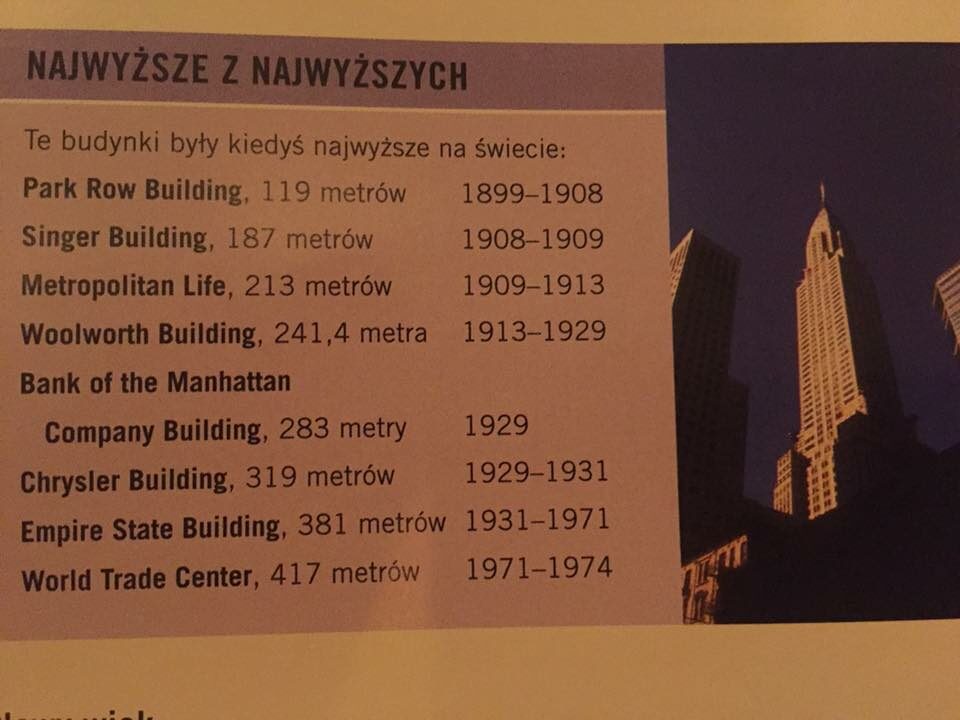 NAJWYŻSZE Z NAJWYŻSZYCH
Te budynki były kiedyś najwyższe na świecie:
Park Row Building, 119 metrów 1899–1908
Singer Building, 187 metrów 1908–1909
Metropolitan Life, 213 metrów 1909–1913
Woolworth Building, 241,4 metra 1913–1929
Bank of the Manhattan
Company Building, 283 metry 1929
Chrysler Building, 319 metrów 1929–1931
Empire State Building, 381 metrów 1931–1971
World Trade Center, 417 metrów 1971–1974